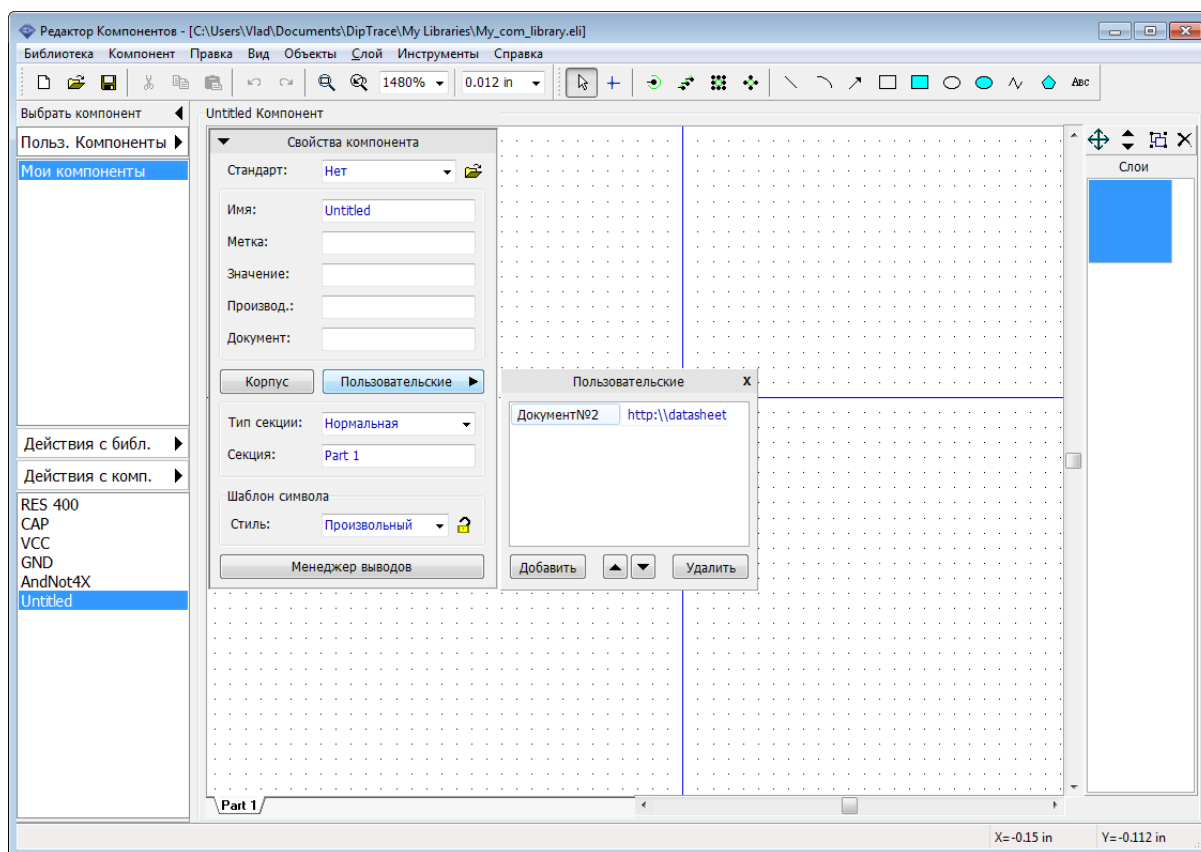 Редактор Компонентов - [C:\Users\Vlad\Documents\DipTrace\My Libraries\My_com_library.eli]
Библиотека Компонент Правка Вид Объекты Слой Инструменты Справка
1480% 0.012 in ABC
Выбрать компонент
Польз. Компоненты
Мои компоненты
Действия с библ.
Действия с комп.
RES 400
CAP
VCC
GND
AndNot4X
Untitled
Untitled Компонент
Свойства компонента
Стандарт: Нет
Имя: Untitled
Метка:
Значение:
Производ.:
Документ:
Корпус Пользовательские
Тип секции: Нормальная
Секция: Part 1
Шаблон символа
Стиль: Произвольный
Менеджер выводов
Пользовательские X
Документ№2 http:\\datasheet
Добавить Удалить
Слои
Part 1
X=-0.15 in Y=-0.112 in